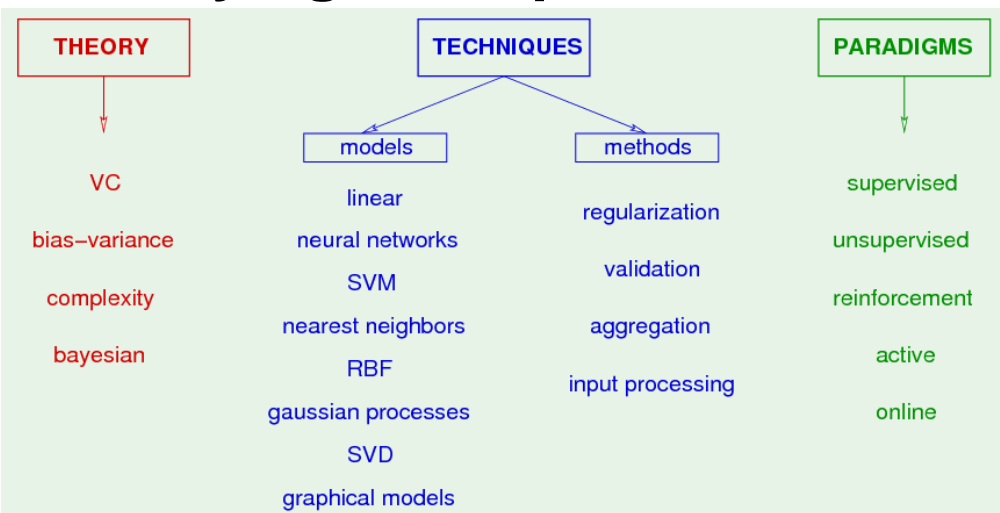 THEORY
TECHNIQUES
PARADIGMS
models
methods
VC
bias–variance
complexity
bayesian
linear
neural networks
SVM
nearest neighbors
RBF
gaussian processes
SVD
graphical models
regularization
validation
aggregation
input processing
supervised
unsupervised
reinforcement
active
online